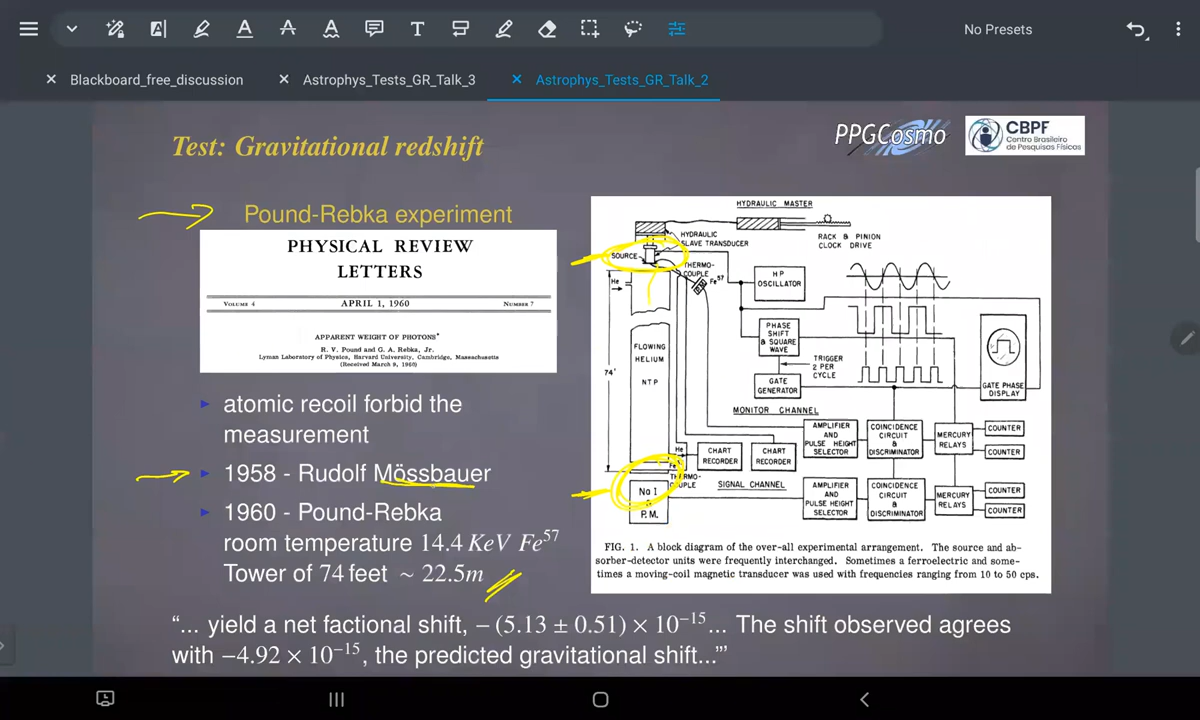 No Presets
Blackboard_free_discussion
Astrophys_Tests_GR_Talk_3
Astrophys_Tests_GR_Talk_2
Test: Gravitational redshift
PPGCosmo
CBPF
Centro Brasileiro
de Pesquisas Físicas
Pound-Rebka experiment
PHYSICAL REVIEW
LETTERS
VOLUME 4
APRIL 1, 1960
NUMBER 7
APPARENT WEIGHT OF PHOTONS*
R. V. Pound and G. A. Rebka, Jr.
Lyman Laboratory of Physics, Harvard University, Cambridge, Massachusetts
(Received March 9, 1960)
atomic recoil forbid the
measurement
1958 - Rudolf Mössbauer
1960 - Pound-Rebka
room temperature 14.4 KeV Fe⁵⁷
Tower of 74 feet ~ 22.5m
HYDRAULIC MASTER
RACK & PINION
CLOCK DRIVE
HYDRAULIC
SLAVE TRANSDUCER
SOURCE
THERMO-
COUPLE
Fe⁵⁷
He
HP
OSCILLATOR
PHASE
SHIFT
& SQUARE
WAVE
FLOWING
HELIUM
NTP
74'
TRIGGER
2 PER
CYCLE
GATE
GENERATOR
GATE PHASE
DISPLAY
MONITOR CHANNEL
AMPLIFIER
AND
PULSE HEIGHT
SELECTOR
COINCIDENCE
CIRCUIT
&
DISCRIMINATOR
MERCURY
RELAYS
COUNTER
COUNTER
He
CHART
RECORDER
CHART
RECORDER
THERMO-
COUPLE
SIGNAL CHANNEL
Na I
P.M.
AMPLIFIER
AND
PULSE HEIGHT
SELECTOR
COINCIDENCE
CIRCUIT
&
DISCRIMINATOR
MERCURY
RELAYS
COUNTER
COUNTER
FIG. 1. A block diagram of the over-all experimental arrangement. The source and ab-
sorber-detector units were frequently interchanged. Sometimes a ferroelectric and some-
times a moving-coil magnetic transducer was used with frequencies ranging from 10 to 50 cps.
“... yield a net factional shift, − (5.13 ± 0.51) × 10⁻¹⁵... The shift observed agrees
with −4.92 × 10⁻¹⁵, the predicted gravitational shift...”’